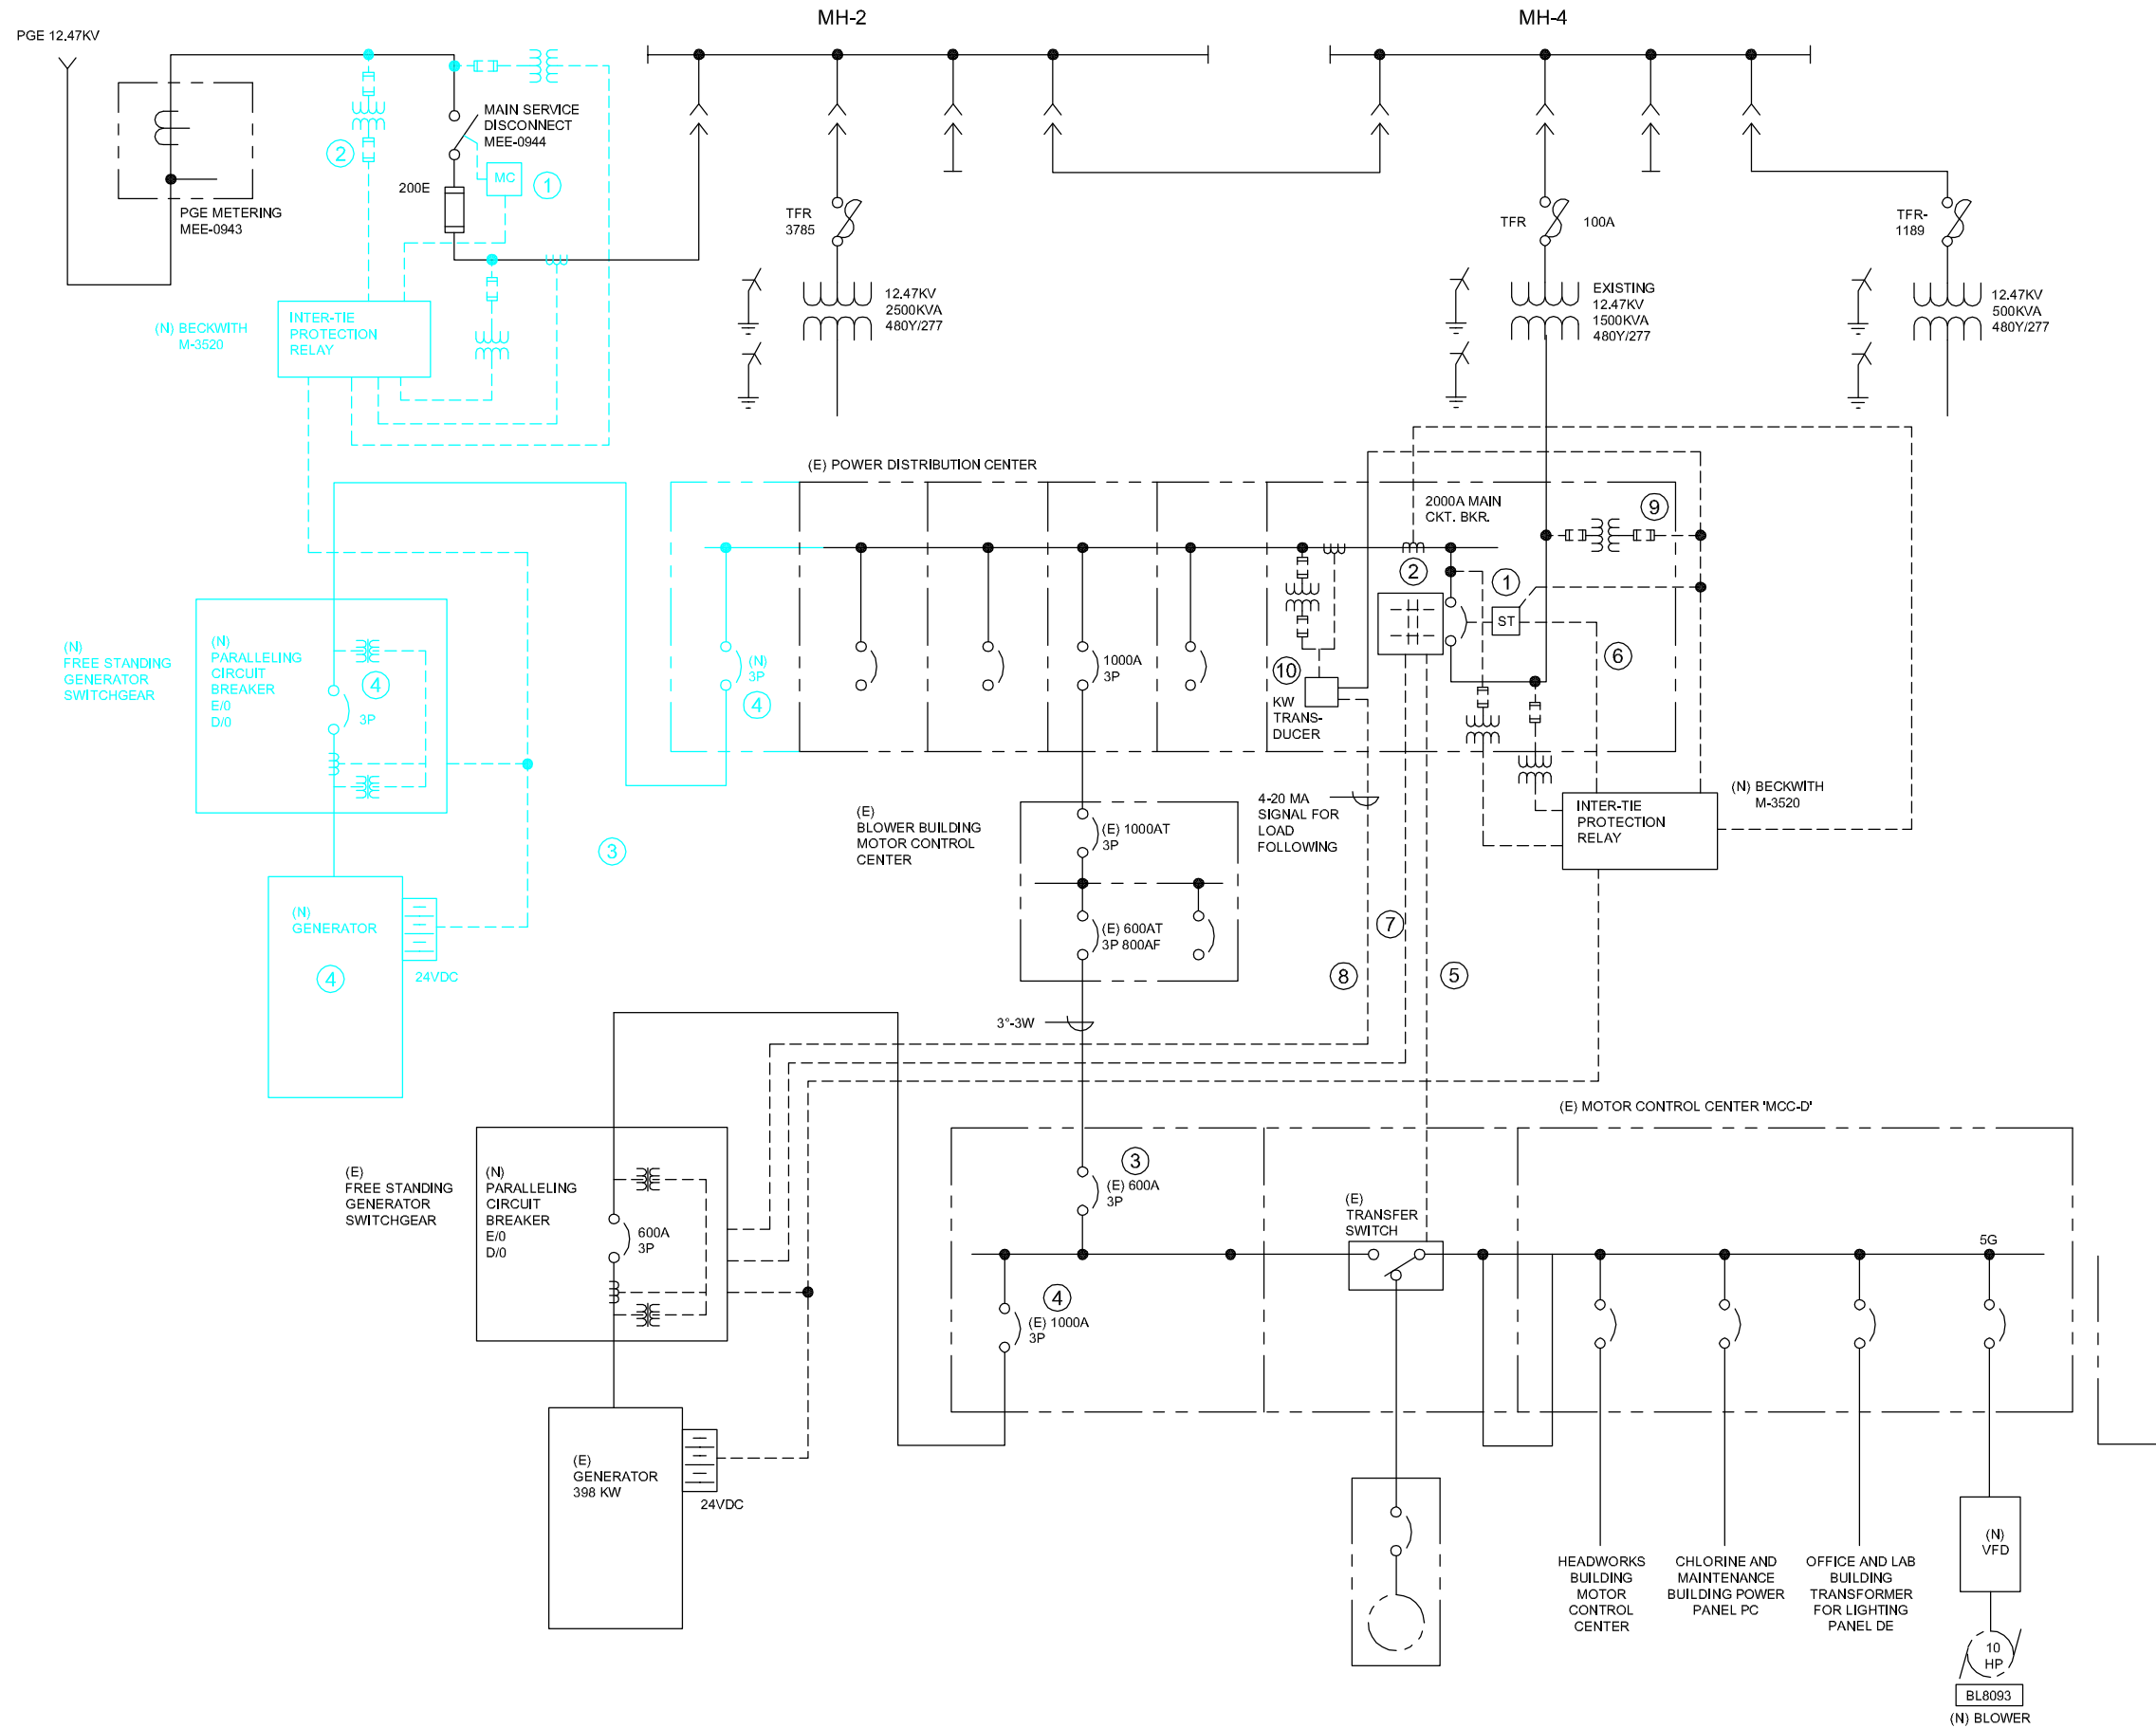 MH-2
MH-4
PGE 12.47KV
MAIN SERVICE
DISCONNECT
MEE-0944
2
MC
1
200E
PGE METERING
MEE-0943
TFR
3785
TFR
100A
TFR-
1189
12.47KV
2500KVA
480Y/277
EXISTING
12.47KV
1500KVA
480Y/277
12.47KV
500KVA
480Y/277
(N) BECKWITH
M-3520
INTER-TIE
PROTECTION
RELAY
(E) POWER DISTRIBUTION CENTER
2000A MAIN
CKT. BKR.
9
2
1
ST
6
(N)
FREE STANDING
GENERATOR
SWITCHGEAR
(N)
PARALLELING
CIRCUIT
BREAKER
E/0
D/0
4
3P
(N)
3P
4
1000A
3P
10
KW
TRANS-
DUCER
(N) BECKWITH
M-3520
INTER-TIE
PROTECTION
RELAY
4-20 MA
SIGNAL FOR
LOAD
FOLLOWING
(E)
BLOWER BUILDING
MOTOR CONTROL
CENTER
(E) 1000AT
3P
(E) 600AT
3P 800AF
3
(N)
GENERATOR
4
24VDC
7
8
5
3°-3W
(E) MOTOR CONTROL CENTER 'MCC-D'
(E)
FREE STANDING
GENERATOR
SWITCHGEAR
(N)
PARALLELING
CIRCUIT
BREAKER
E/0
D/0
600A
3P
3
(E) 600A
3P
(E)
TRANSFER
SWITCH
5G
4
(E) 1000A
3P
(E)
GENERATOR
398 KW
24VDC
(N)
VFD
HEADWORKS
BUILDING
MOTOR
CONTROL
CENTER
CHLORINE AND
MAINTENANCE
BUILDING POWER
PANEL PC
OFFICE AND LAB
BUILDING
TRANSFORMER
FOR LIGHTING
PANEL DE
10
HP
BL8093
(N) BLOWER